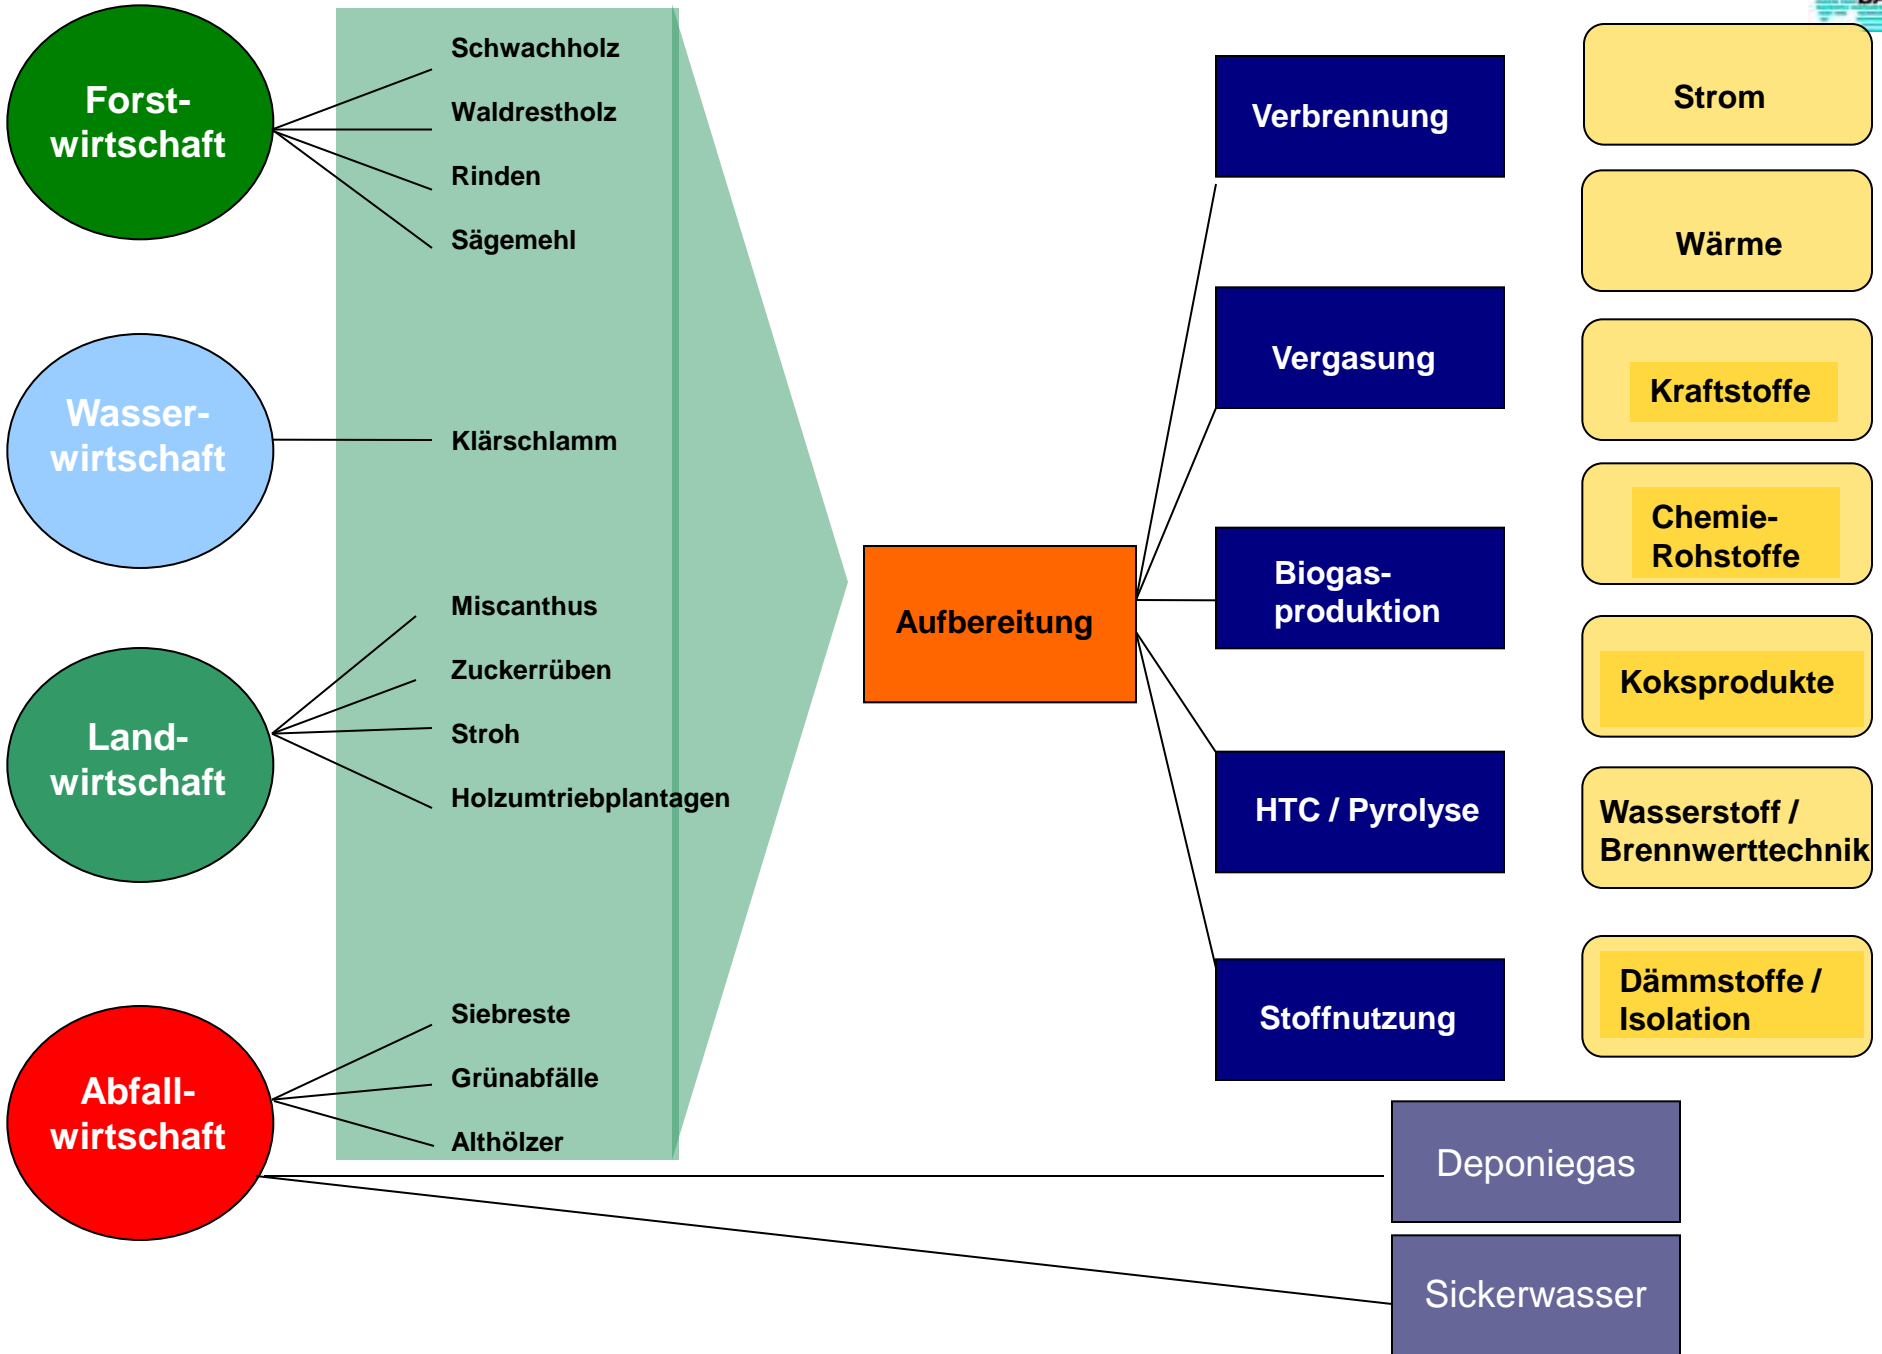 Forst-
wirtschaft
Schwachholz
Waldrestholz
Rinden
Sägemehl
Wasser-
wirtschaft
Klärschlamm
Land-
wirtschaft
Miscanthus
Zuckerrüben
Stroh
Holzumtriebplantagen
Abfall-
wirtschaft
Siebreste
Grünabfälle
Althölzer
Aufbereitung
Verbrennung
Vergasung
Biogas-
produktion
HTC / Pyrolyse
Stoffnutzung
Strom
Wärme
Kraftstoffe
Chemie-
Rohstoffe
Koksprodukte
Wasserstoff /
Brennwerttechnik
Dämmstoffe /
Isolation
Deponiegas
Sickerwasser